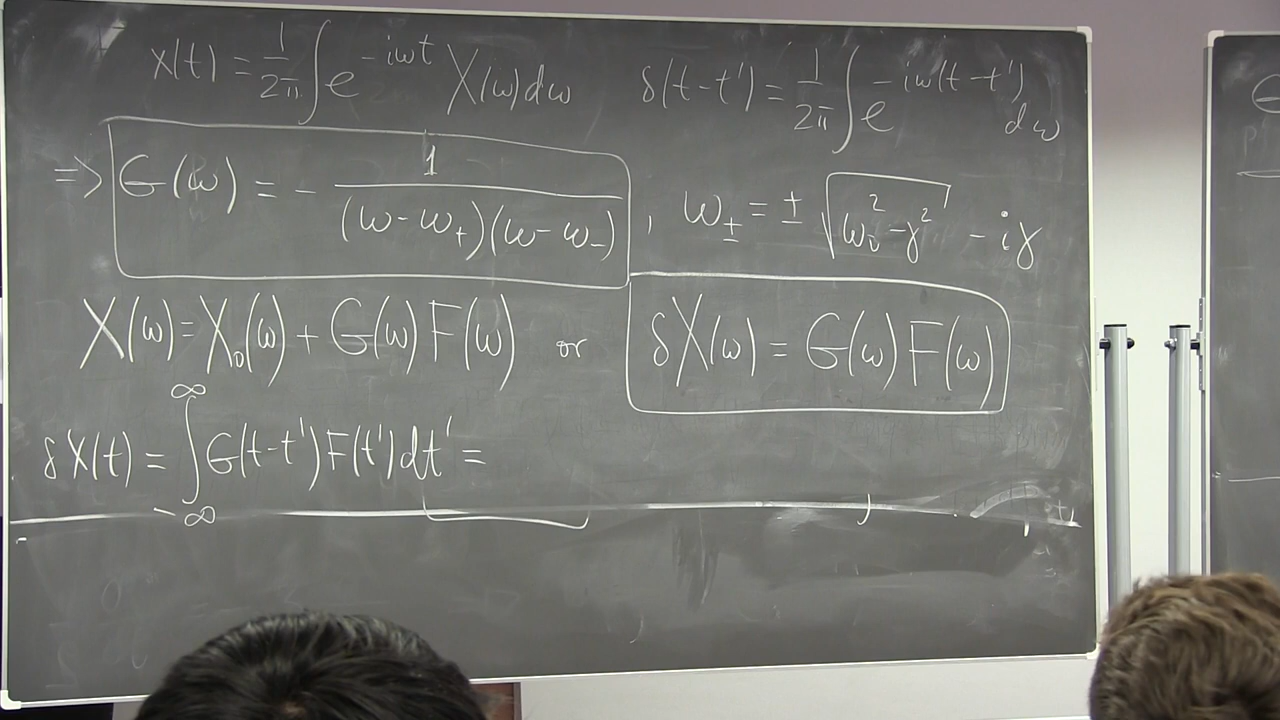 x(t) = 1/2π ∫ e^{-iωt} X(ω)dω   δ(t-t') = 1/2π ∫ e^{-iω(t-t')} dω
=> G(ω) = - 1/((ω-ω₊)(ω-ω₋)) , ω± = ± √(ω₀²-γ²) - iγ
X(ω) = X₀(ω) + G(ω) F(ω) or δX(ω) = G(ω) F(ω)
δX(t) = ∫_{-∞}^{∞} G(t-t') F(t') dt' =